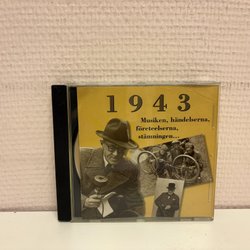 1943
Musiken, händelserna,
företeelserna,
stämningen...